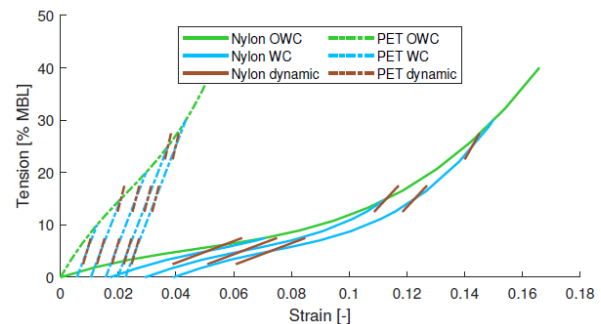 50
Nylon OWC PET OWC
Nylon WC PET WC
Nylon dynamic PET dynamic
40
30
20
10
0
Tension [% MBL]
0 0.02 0.04 0.06 0.08 0.1 0.12 0.14 0.16 0.18
Strain [-]